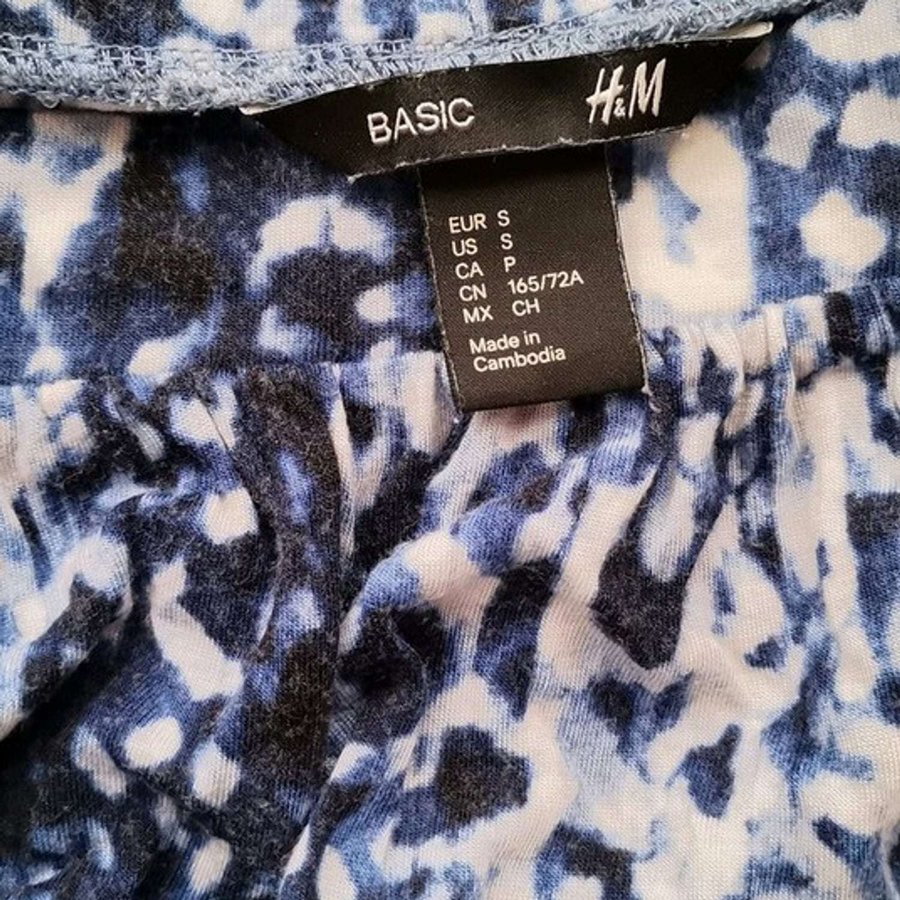 BASIC H&M
EUR S
US S
CA P
CN 165/72A
MX CH
Made in
Cambodia